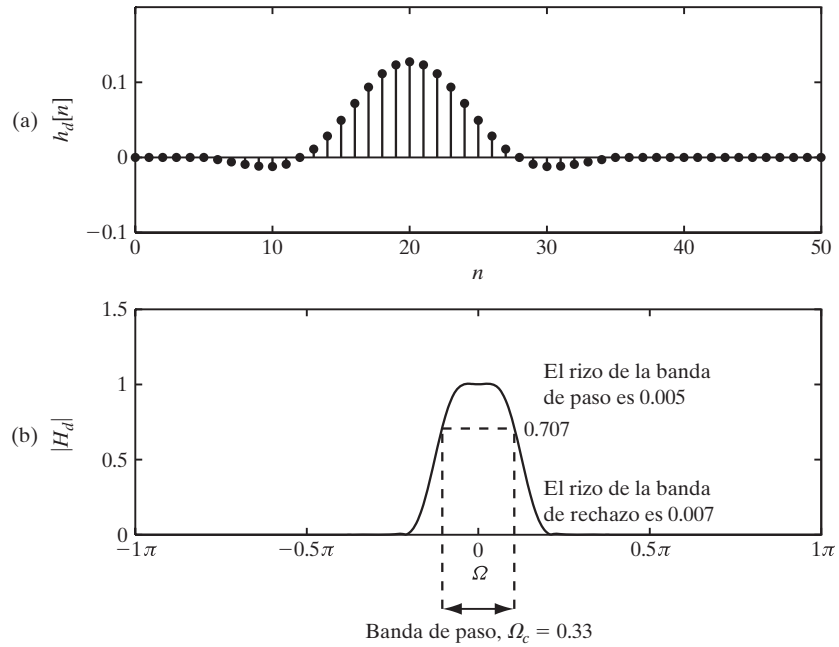 (a)
h_d[n]
0.1
0
−0.1
0
10
20
30
40
50
n
(b)
|H_d|
1.5
1
0.5
0
El rizo de la banda
de paso es 0.005
0.707
El rizo de la banda
de rechazo es 0.007
−1π
−0.5π
0
0.5π
1π
Ω
Banda de paso, Ω_c = 0.33